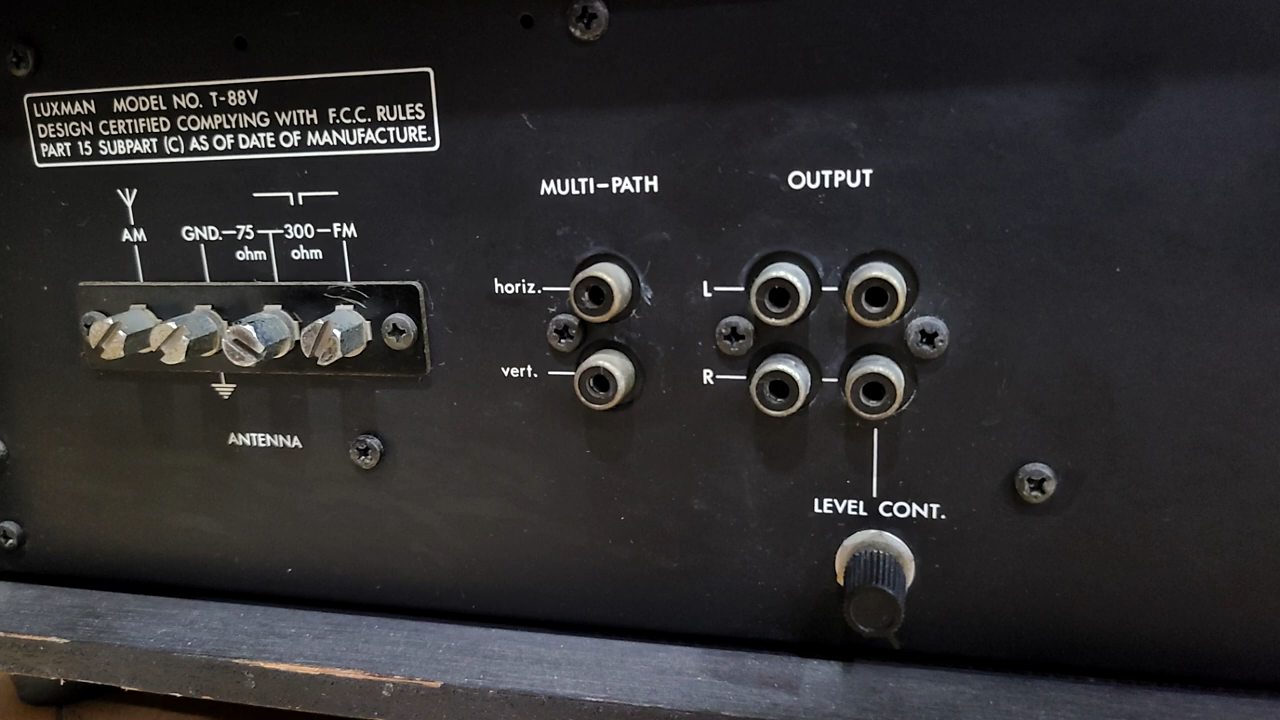 LUXMAN MODEL NO. T-88V
DESIGN CERTIFIED COMPLYING WITH F.C.C. RULES
PART 15 SUBPART (C) AS OF DATE OF MANUFACTURE.
AM GND.-75 300-FM
ohm ohm
ANTENNA
MULTI-PATH
horiz.
vert.
OUTPUT
L
R
LEVEL CONT.